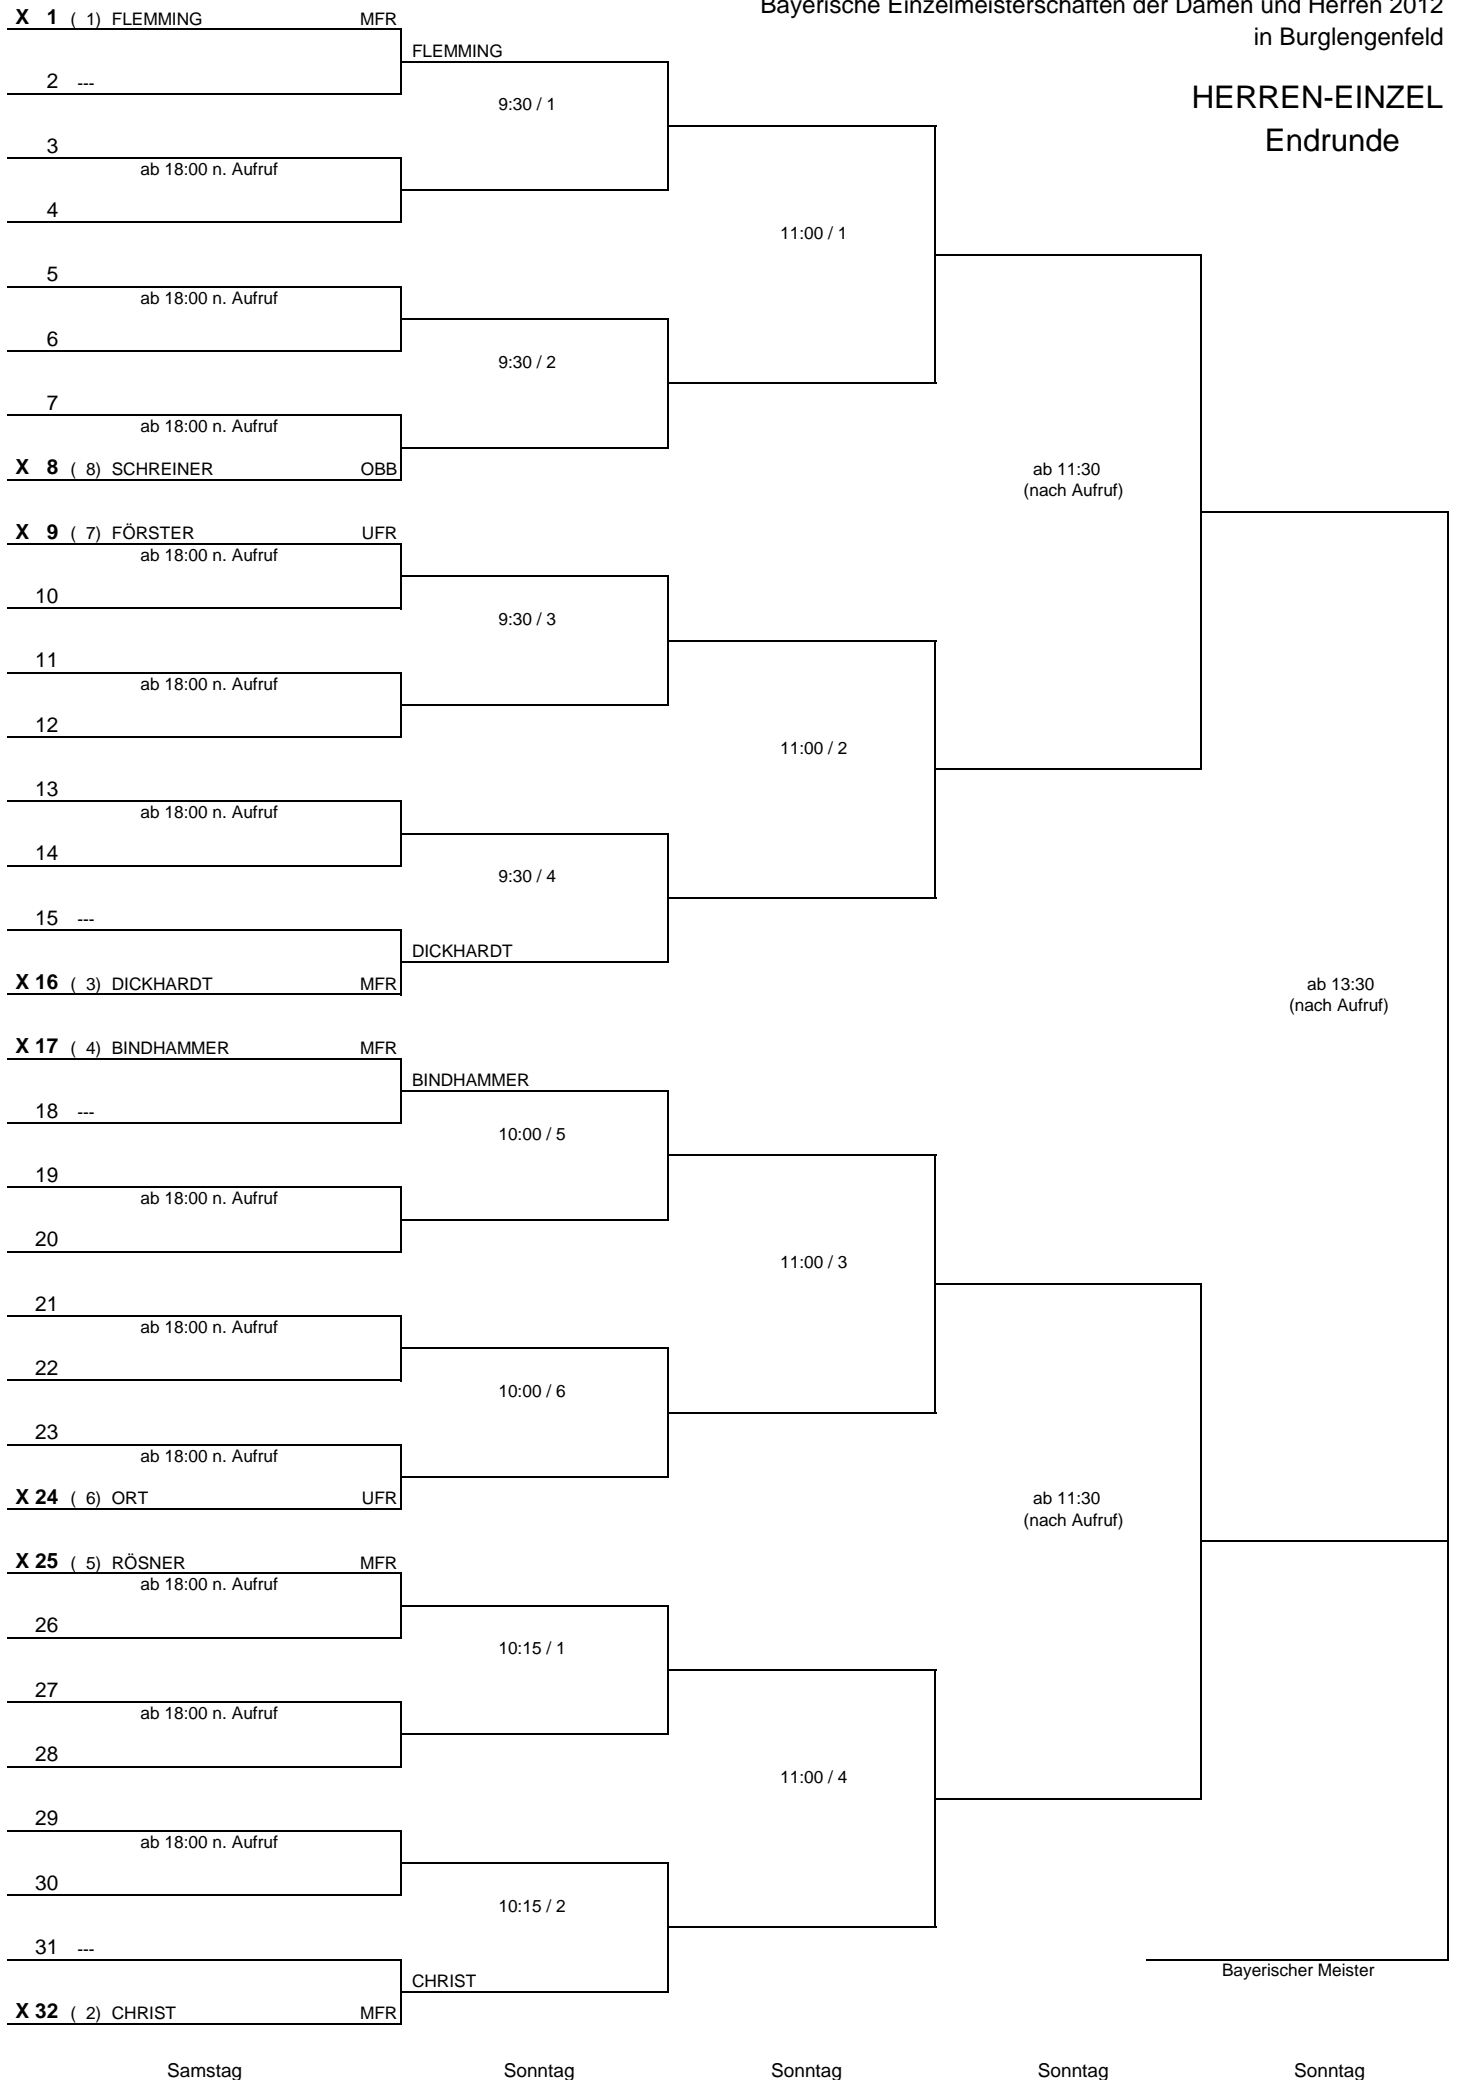 Bayerische Einzelmeisterschaften der Damen und Herren 2012
in Burglengenfeld
HERREN-EINZEL
Endrunde
X 1 ( 1) FLEMMING MFR
FLEMMING
2 ---
9:30 / 1
3
ab 18:00 n. Aufruf
4
11:00 / 1
5
ab 18:00 n. Aufruf
6
9:30 / 2
7
ab 18:00 n. Aufruf
X 8 ( 8) SCHREINER OBB
ab 11:30
(nach Aufruf)
X 9 ( 7) FÖRSTER UFR
ab 18:00 n. Aufruf
10
9:30 / 3
11
ab 18:00 n. Aufruf
12
11:00 / 2
13
ab 18:00 n. Aufruf
14
9:30 / 4
15 ---
DICKHARDT
X 16 ( 3) DICKHARDT MFR
ab 13:30
(nach Aufruf)
X 17 ( 4) BINDHAMMER MFR
BINDHAMMER
18 ---
10:00 / 5
19
ab 18:00 n. Aufruf
20
11:00 / 3
21
ab 18:00 n. Aufruf
22
10:00 / 6
23
ab 18:00 n. Aufruf
X 24 ( 6) ORT UFR
ab 11:30
(nach Aufruf)
X 25 ( 5) RÖSNER MFR
ab 18:00 n. Aufruf
26
10:15 / 1
27
ab 18:00 n. Aufruf
28
11:00 / 4
29
ab 18:00 n. Aufruf
30
10:15 / 2
31 ---
Bayerischer Meister
CHRIST
X 32 ( 2) CHRIST MFR
Samstag Sonntag Sonntag Sonntag Sonntag